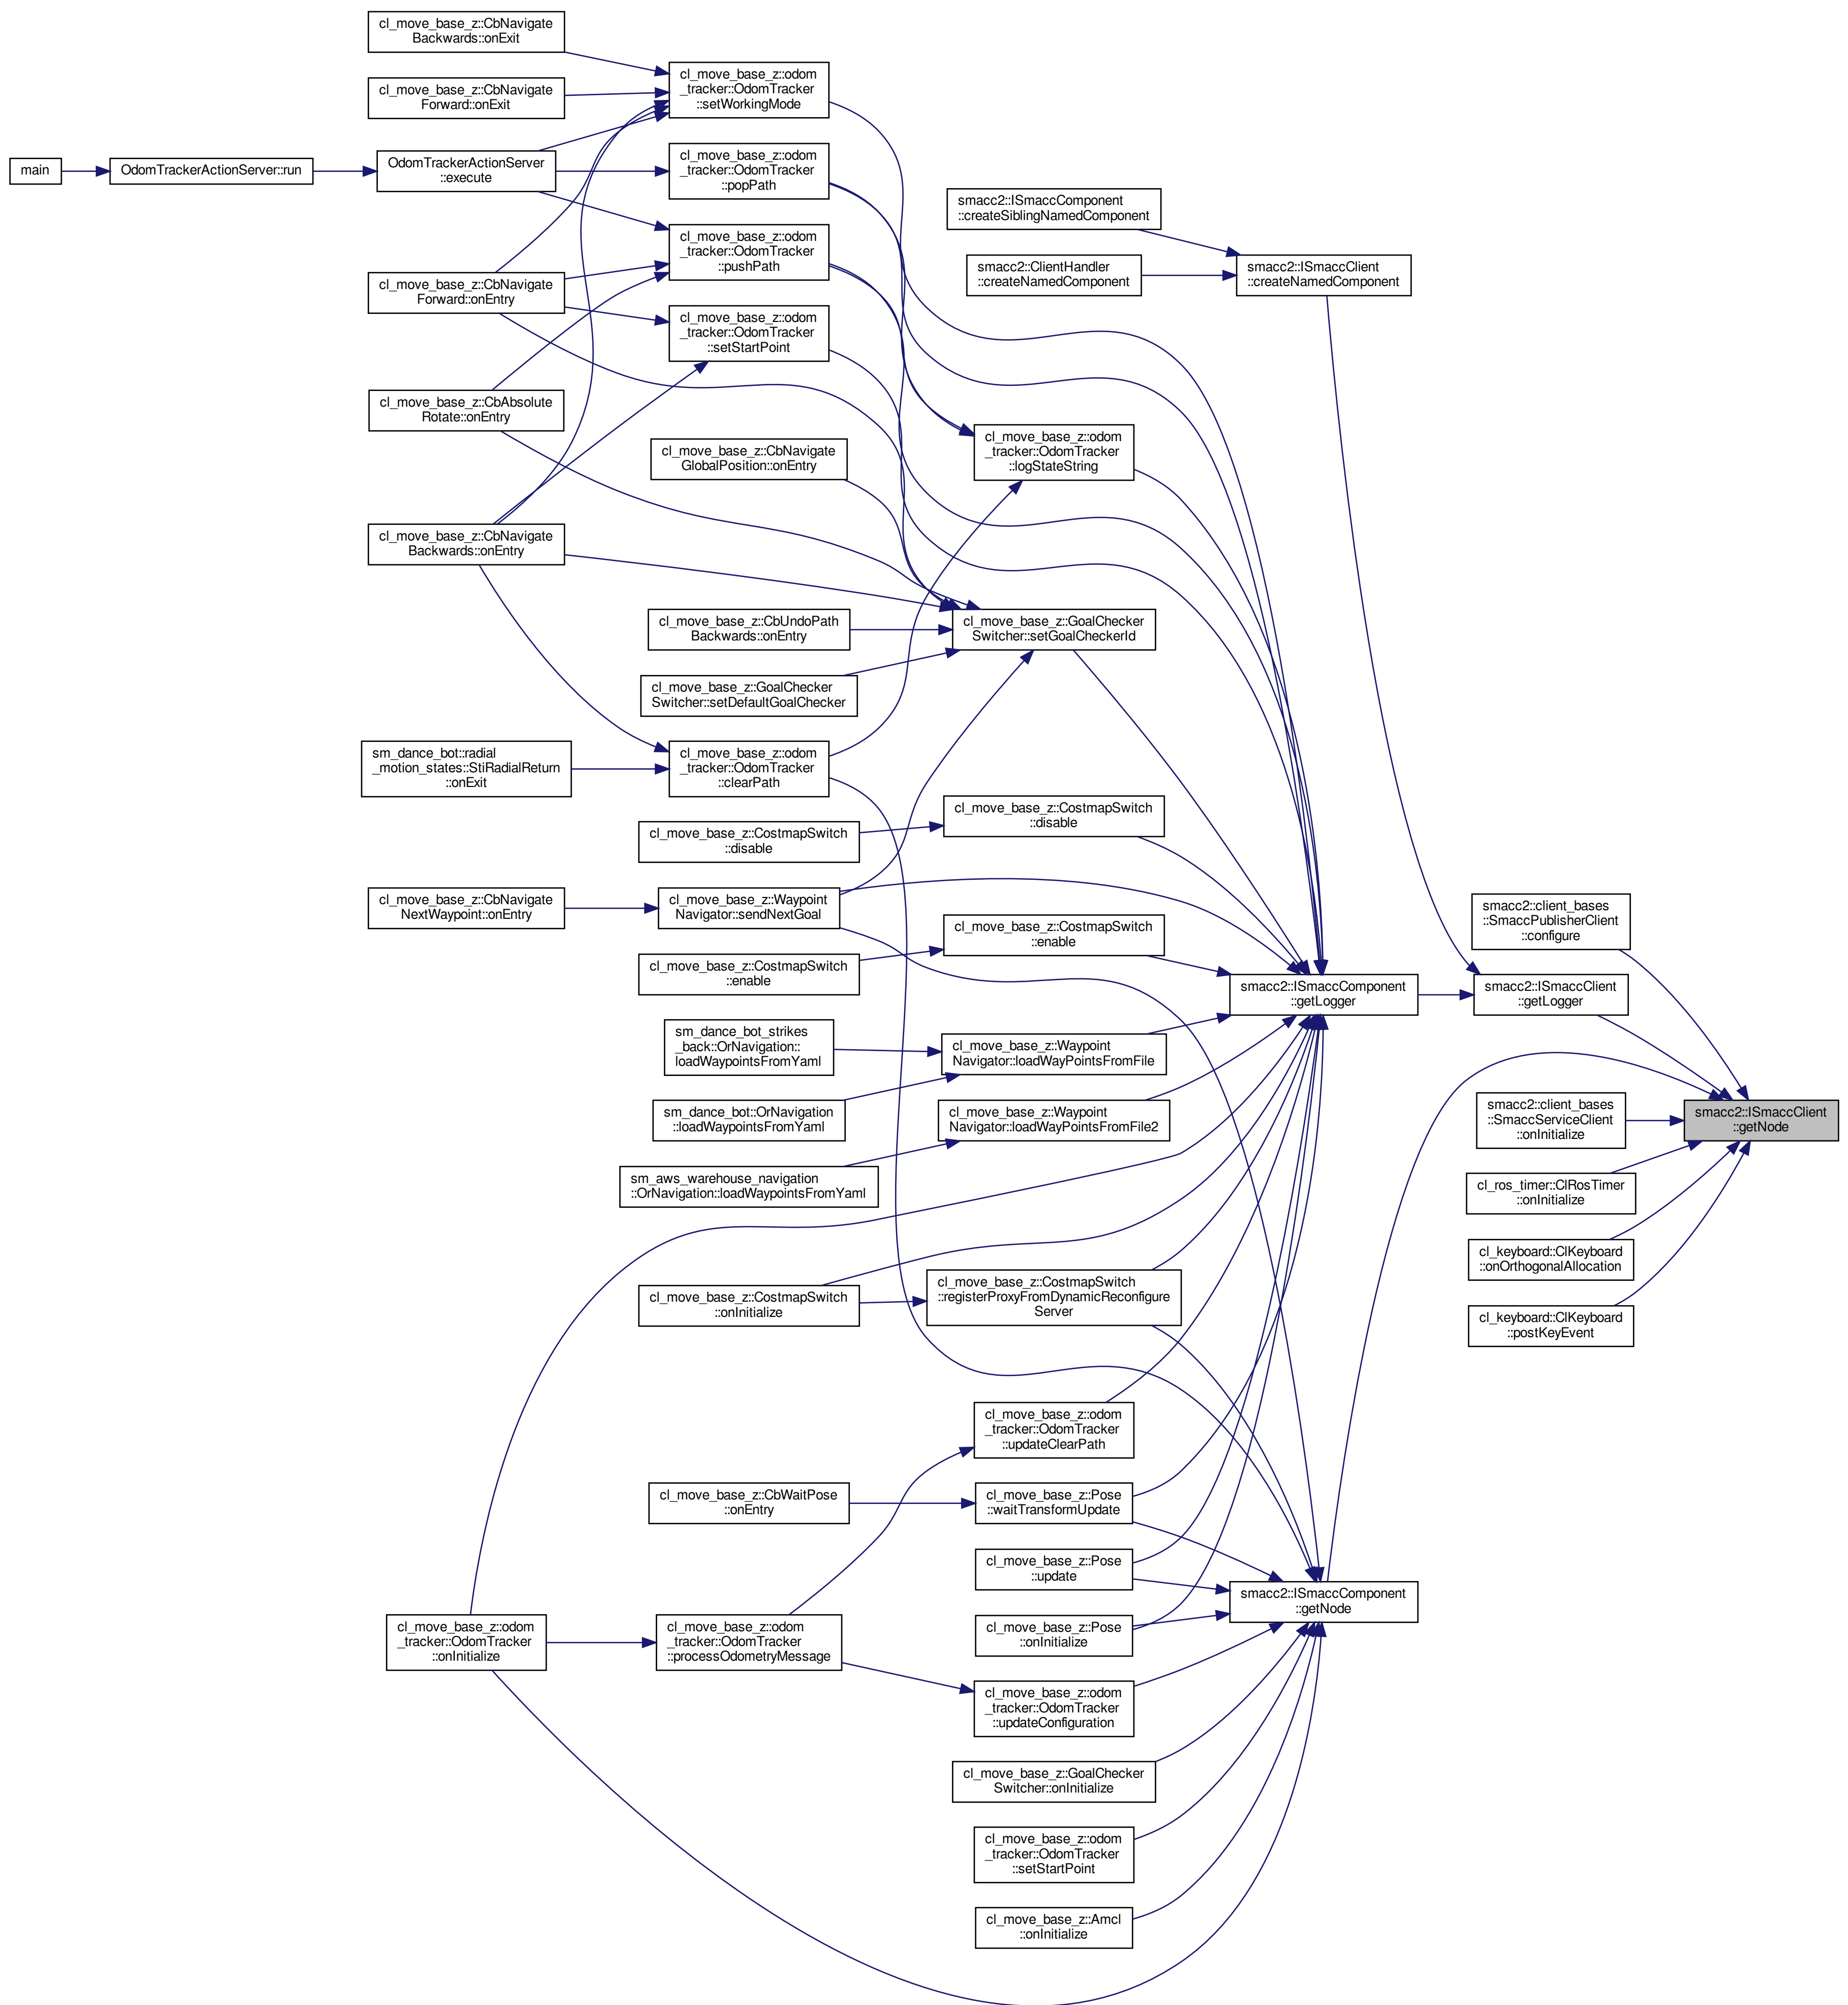 cl_move_base_z::CbNavigate
Backwards::onExit
cl_move_base_z::CbNavigate
Forward::onExit
main
OdomTrackerActionServer::run
OdomTrackerActionServer
::execute
cl_move_base_z::CbNavigate
Forward::onEntry
cl_move_base_z::CbAbsolute
Rotate::onEntry
cl_move_base_z::CbNavigate
Backwards::onEntry
sm_dance_bot::radial
_motion_states::StiRadialReturn
::onExit
cl_move_base_z::CbNavigate
NextWaypoint::onEntry
cl_move_base_z::odom
_tracker::OdomTracker
::onInitialize
cl_move_base_z::odom
_tracker::OdomTracker
::setWorkingMode
cl_move_base_z::odom
_tracker::OdomTracker
::popPath
cl_move_base_z::odom
_tracker::OdomTracker
::pushPath
cl_move_base_z::odom
_tracker::OdomTracker
::setStartPoint
cl_move_base_z::CbNavigate
GlobalPosition::onEntry
cl_move_base_z::CbUndoPath
Backwards::onEntry
cl_move_base_z::GoalChecker
Switcher::setDefaultGoalChecker
cl_move_base_z::odom
_tracker::OdomTracker
::clearPath
cl_move_base_z::CostmapSwitch
::disable
cl_move_base_z::Waypoint
Navigator::sendNextGoal
cl_move_base_z::CostmapSwitch
::enable
sm_dance_bot_strikes
_back::OrNavigation::
loadWaypointsFromYaml
sm_dance_bot::OrNavigation
::loadWaypointsFromYaml
sm_aws_warehouse_navigation
::OrNavigation::loadWaypointsFromYaml
cl_move_base_z::CostmapSwitch
::onInitialize
cl_move_base_z::CbWaitPose
::onEntry
cl_move_base_z::odom
_tracker::OdomTracker
::processOdometryMessage
smacc2::ISmaccComponent
::createSiblingNamedComponent
smacc2::ClientHandler
::createNamedComponent
cl_move_base_z::odom
_tracker::OdomTracker
::logStateString
cl_move_base_z::GoalChecker
Switcher::setGoalCheckerId
cl_move_base_z::CostmapSwitch
::disable
cl_move_base_z::CostmapSwitch
::enable
cl_move_base_z::Waypoint
Navigator::loadWayPointsFromFile
cl_move_base_z::Waypoint
Navigator::loadWayPointsFromFile2
cl_move_base_z::CostmapSwitch
::registerProxyFromDynamicReconfigure
Server
cl_move_base_z::odom
_tracker::OdomTracker
::updateClearPath
cl_move_base_z::Pose
::waitTransformUpdate
cl_move_base_z::Pose
::update
cl_move_base_z::Pose
::onInitialize
cl_move_base_z::odom
_tracker::OdomTracker
::updateConfiguration
cl_move_base_z::GoalChecker
Switcher::onInitialize
cl_move_base_z::odom
_tracker::OdomTracker
::setStartPoint
cl_move_base_z::Amcl
::onInitialize
smacc2::ISmaccClient
::createNamedComponent
smacc2::ISmaccComponent
::getLogger
smacc2::ISmaccComponent
::getNode
smacc2::client_bases
::SmaccPublisherClient
::configure
smacc2::ISmaccClient
::getLogger
smacc2::client_bases
::SmaccServiceClient
::onInitialize
cl_ros_timer::ClRosTimer
::onInitialize
cl_keyboard::ClKeyboard
::onOrthogonalAllocation
cl_keyboard::ClKeyboard
::postKeyEvent
smacc2::ISmaccClient
::getNode